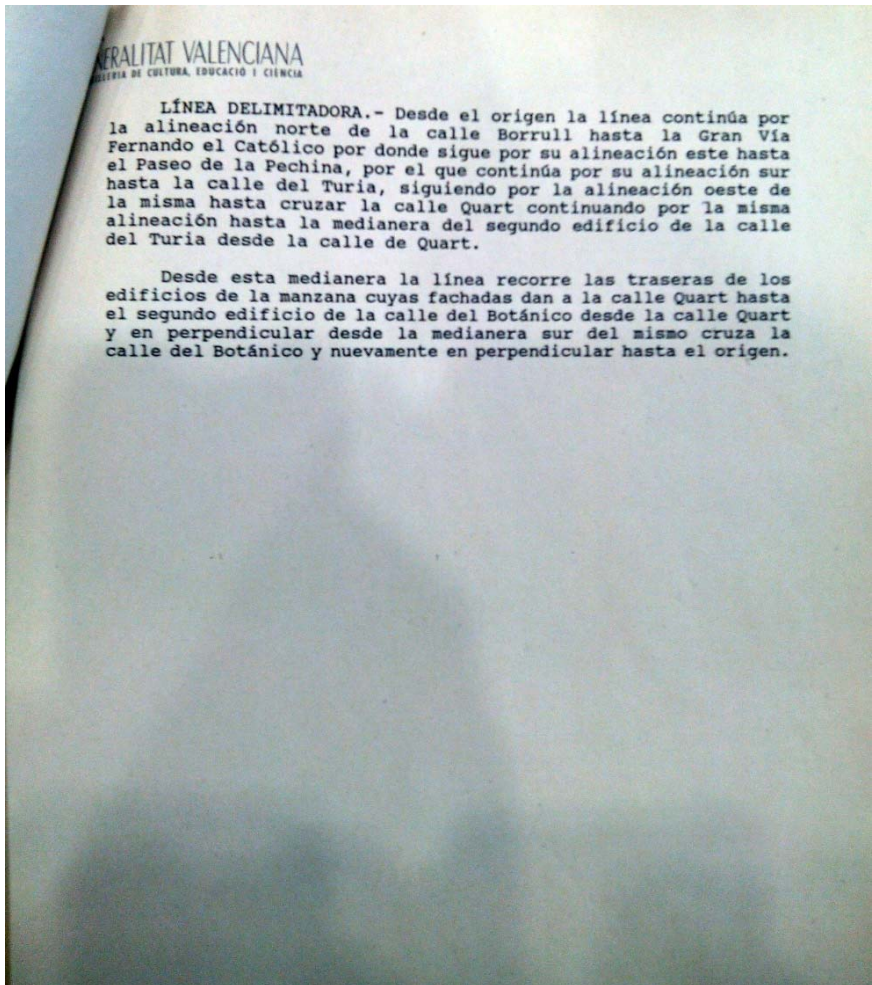 NERALITAT VALENCIANA
DE CULTURA, EDUCACIÓ I CIÈNCIA
LÍNEA DELIMITADORA.- Desde el origen la línea continúa por
la alineación norte de la calle Borrull hasta la Gran Vía
Fernando el Católico por donde sigue por su alineación este hasta
el Paseo de la Pechina, por el que continúa por su alineación sur
hasta la calle del Turia, siguiendo por la alineación oeste de
la misma hasta cruzar la calle Quart continuando por la misma
alineación hasta la medianera del segundo edificio de la calle
del Turia desde la calle de Quart.
Desde esta medianera la línea recorre las traseras de los
edificios de la manzana cuyas fachadas dan a la calle Quart hasta
el segundo edificio de la calle del Botánico desde la calle Quart
y en perpendicular desde la medianera sur del mismo cruza la
calle del Botánico y nuevamente en perpendicular hasta el origen.